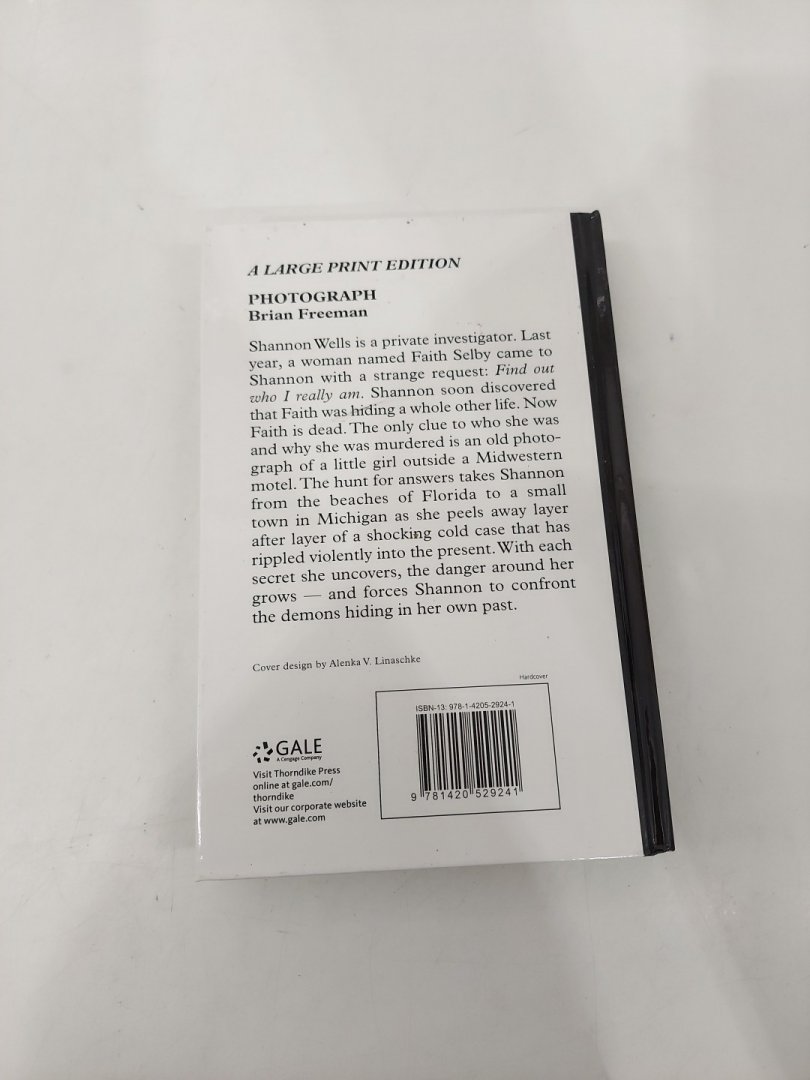 A LARGE PRINT EDITION
PHOTOGRAPH
Brian Freeman
Shannon Wells is a private investigator. Last
year, a woman named Faith Selby came to
Shannon with a strange request: Find out
who I really am. Shannon soon discovered
that Faith was hiding a whole other life. Now
Faith is dead. The only clue to who she was
and why she was murdered is an old photo-
graph of a little girl outside a Midwestern
motel. The hunt for answers takes Shannon
from the beaches of Florida to a small
town in Michigan as she peels away layer
after layer of a shocking cold case that has
rippled violently into the present. With each
secret she uncovers, the danger around her
grows — and forces Shannon to confront
the demons hiding in her own past.
Cover design by Alenka V. Linaschke
Hardcover
ISBN-13: 978-1-4205-2924-1
9 781420 529241
GALE
A Cengage Company
Visit Thorndike Press
online at gale.com/
thorndike
Visit our corporate website
at www.gale.com